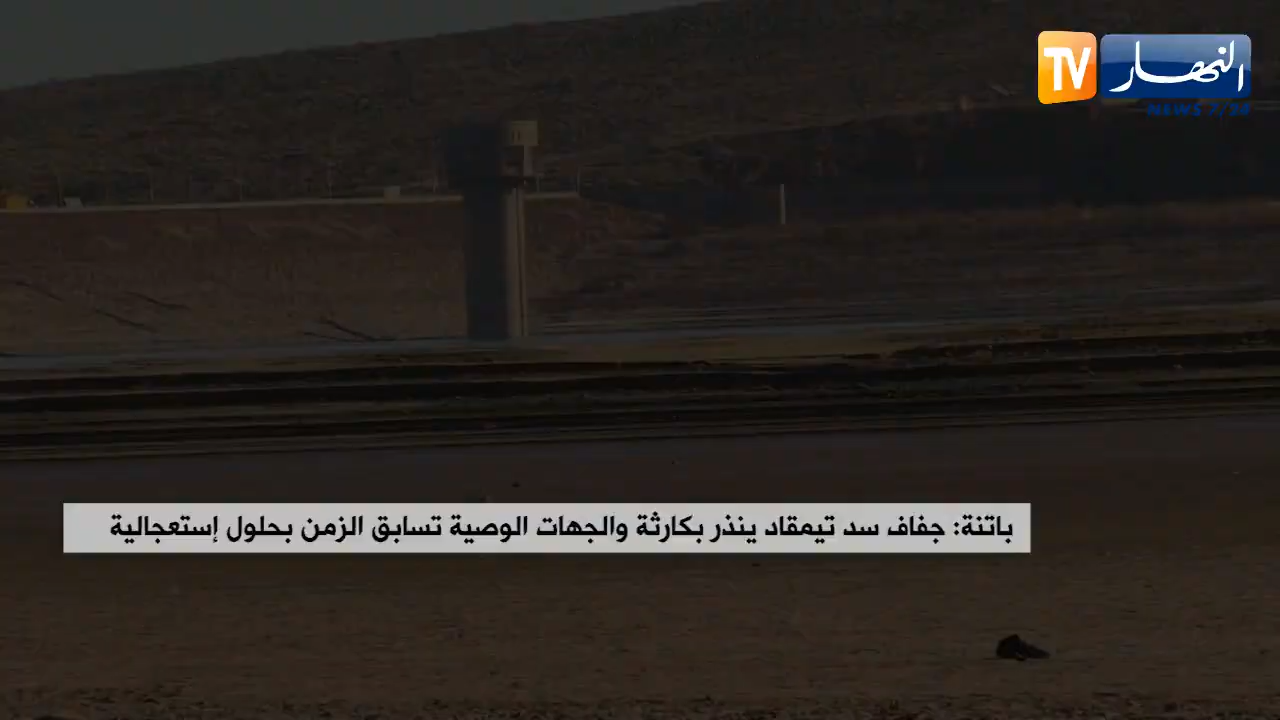 النهار TV
NEWS 7/24
باتنة: جفاف سد تيمقاد ينذر بكارثة والجهات الوصية تسابق الزمن بحلول إستعجالية